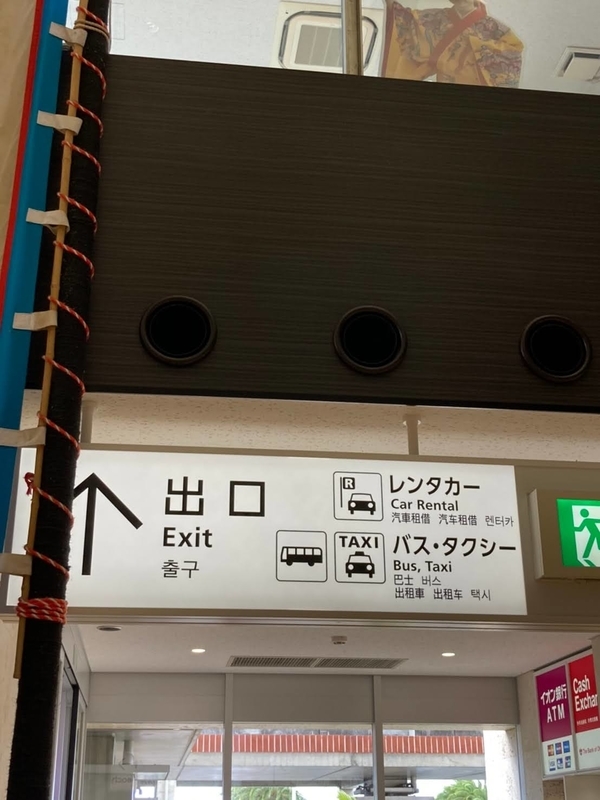 出口
Exit
출구
R
レンタカー
Car Rental
汽車租借 汽车租借 렌터카
TAXI
バス・タクシー
Bus, Taxi
巴士 버스
出租車 出租车 택시
イオン銀行
ATM
Cash